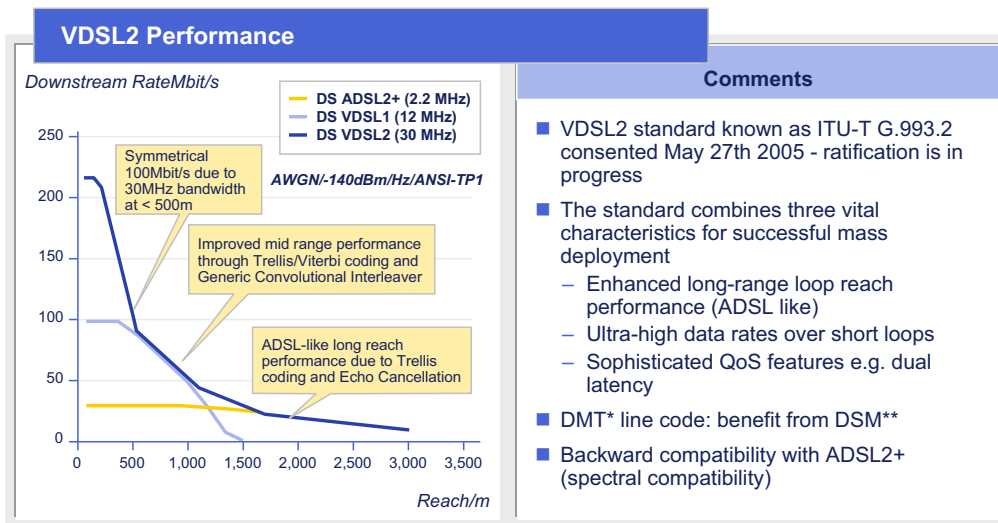 VDSL2 Performance
Downstream RateMbit/s
DS ADSL2+ (2.2 MHz)
DS VDSL1 (12 MHz)
DS VDSL2 (30 MHz)
AWGN/-140dBm/Hz/ANSI-TP1
250
200
150
100
50
0
Symmetrical
100Mbit/s due to
30MHz bandwidth
at < 500m
Improved mid range performance
through Trellis/Viterbi coding and
Generic Convolutional Interleaver
ADSL-like long reach
performance due to Trellis
coding and Echo Cancellation
0 500 1,000 1,500 2,000 2,500 3,000 3,500
Reach/m
Comments
VDSL2 standard known as ITU-T G.993.2
consented May 27th 2005 - ratification is in
progress
The standard combines three vital
characteristics for successful mass
deployment
– Enhanced long-range loop reach
performance (ADSL like)
– Ultra-high data rates over short loops
– Sophisticated QoS features e.g. dual
latency
DMT* line code: benefit from DSM**
Backward compatibility with ADSL2+
(spectral compatibility)